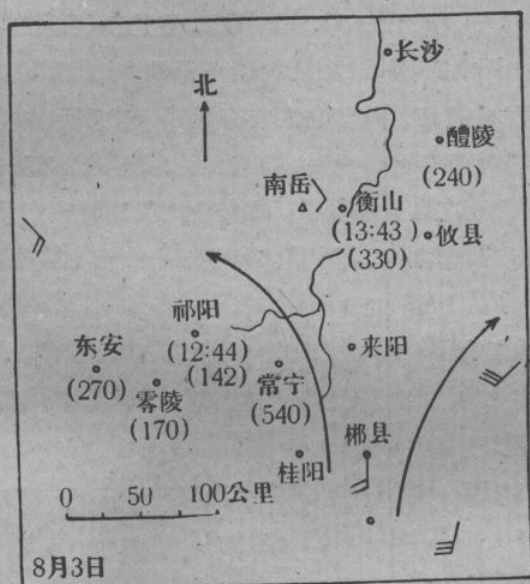 长沙
北
醴陵
(240)
南岳
衡山
(13:43)
(330)
攸县
祁阳
(12:44)
(142)
东安
(270)
零陵
(170)
常宁
(540)
来阳
郴县
桂阳
0 50 100公里
8月3日